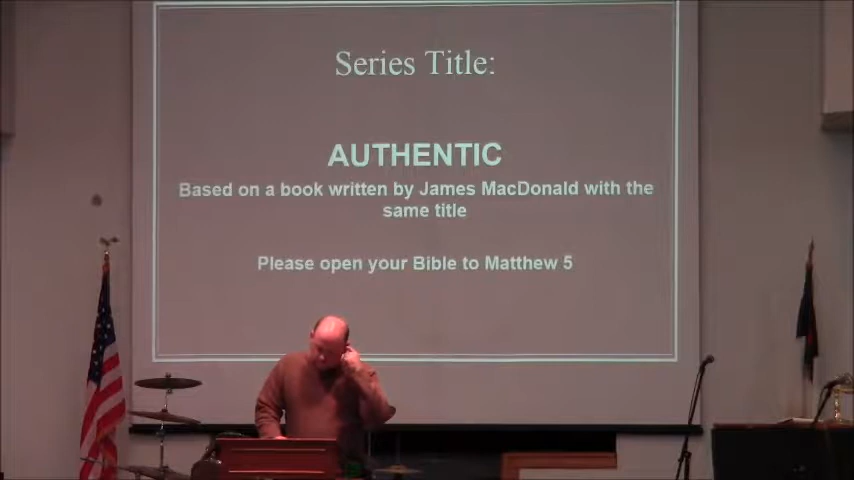 Series Title:
AUTHENTIC
Based on a book written by James MacDonald with the
same title
Please open your Bible to Matthew 5